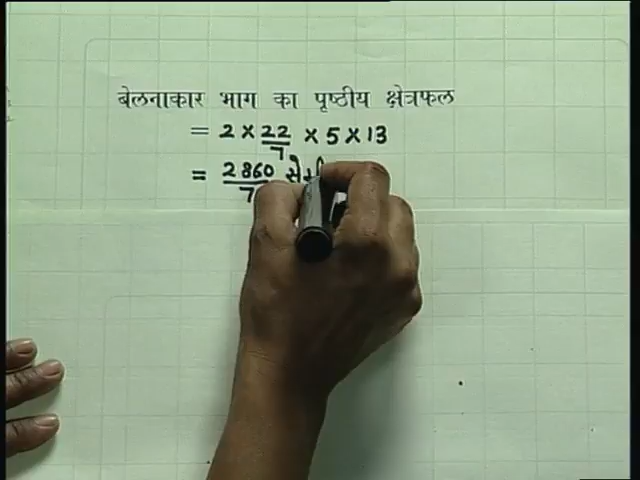 बेलनाकार भाग का पृष्ठीय क्षेत्रफल
= 2 × 22/7 × 5 × 13
= 2860/7